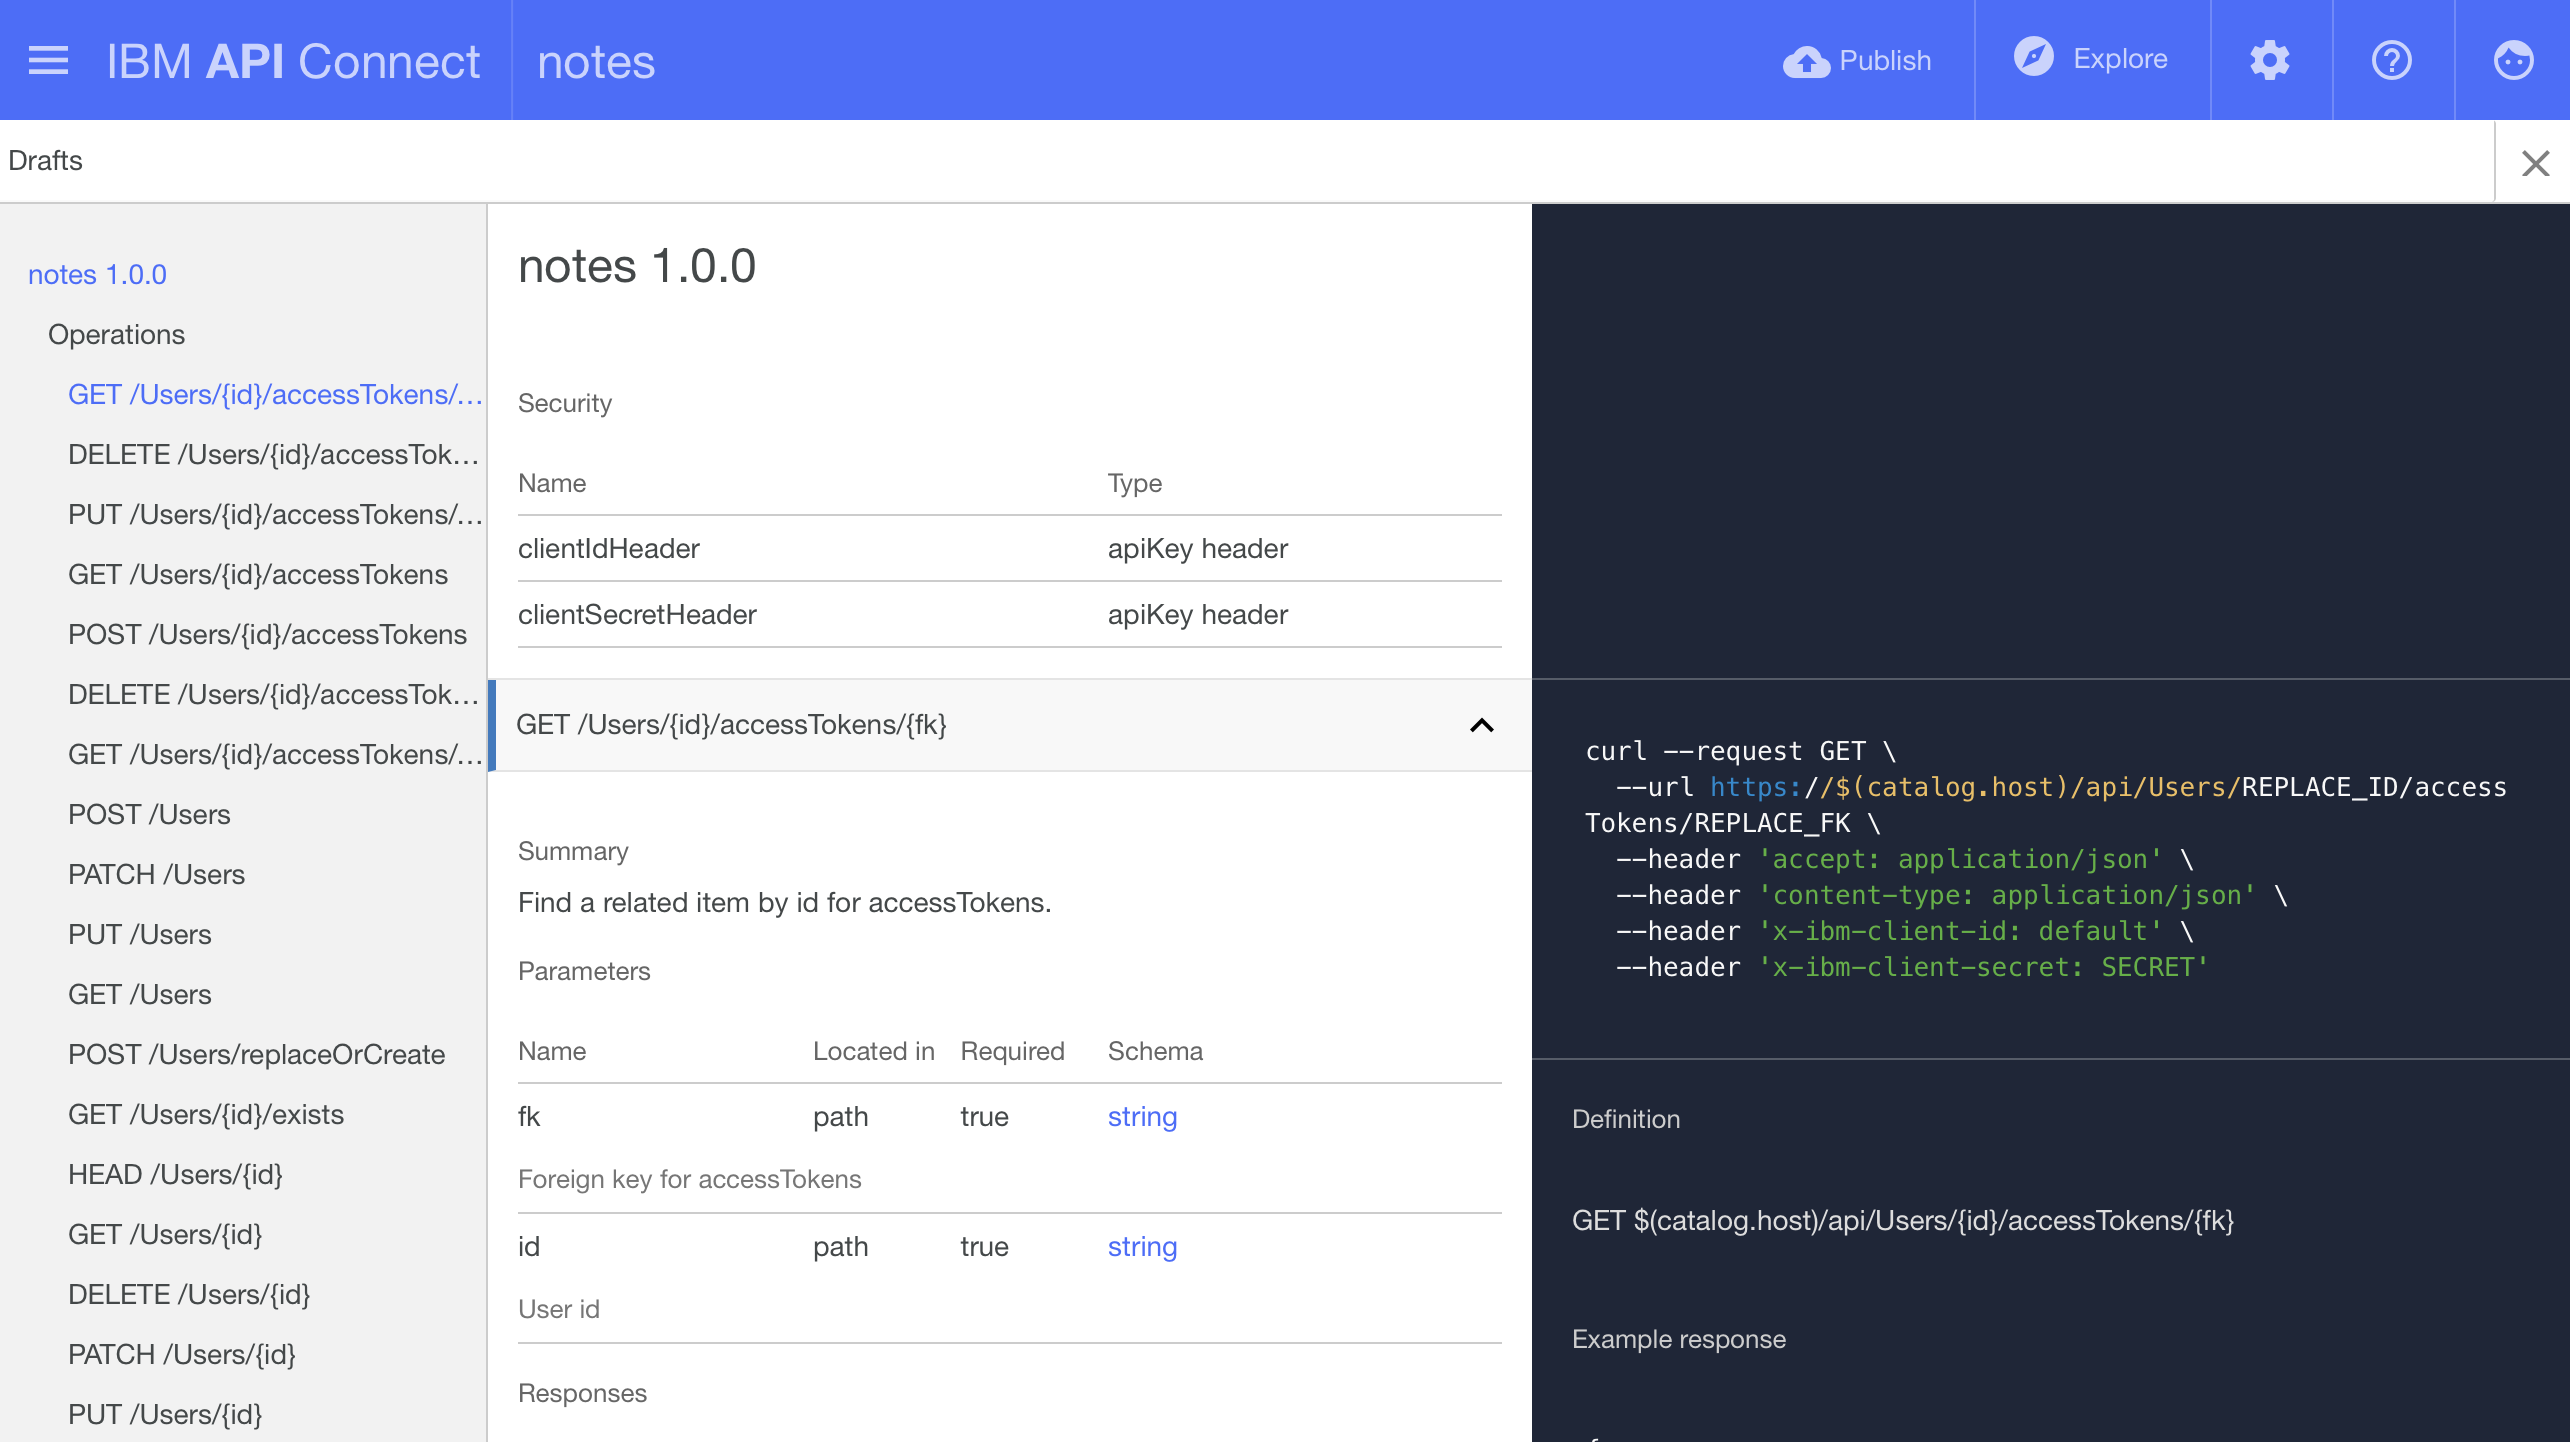 IBM API Connect
notes
Publish
Explore
Drafts
notes 1.0.0
Operations
GET /Users/{id}/accessTokens/...
DELETE /Users/{id}/accessTok...
PUT /Users/{id}/accessTokens/...
GET /Users/{id}/accessTokens
POST /Users/{id}/accessTokens
DELETE /Users/{id}/accessTok...
GET /Users/{id}/accessTokens/...
POST /Users
PATCH /Users
PUT /Users
GET /Users
POST /Users/replaceOrCreate
GET /Users/{id}/exists
HEAD /Users/{id}
GET /Users/{id}
DELETE /Users/{id}
PATCH /Users/{id}
PUT /Users/{id}
notes 1.0.0
Security
Name Type
clientIdHeader apiKey header
clientSecretHeader apiKey header
GET /Users/{id}/accessTokens/{fk}
Summary
Find a related item by id for accessTokens.
Parameters
Name Located in Required Schema
fk path true string
Foreign key for accessTokens
id path true string
User id
Responses
curl --request GET \
--url https://$(catalog.host)/api/Users/REPLACE_ID/access
Tokens/REPLACE_FK \
--header 'accept: application/json' \
--header 'content-type: application/json' \
--header 'x-ibm-client-id: default' \
--header 'x-ibm-client-secret: SECRET'
Definition
GET $(catalog.host)/api/Users/{id}/accessTokens/{fk}
Example response